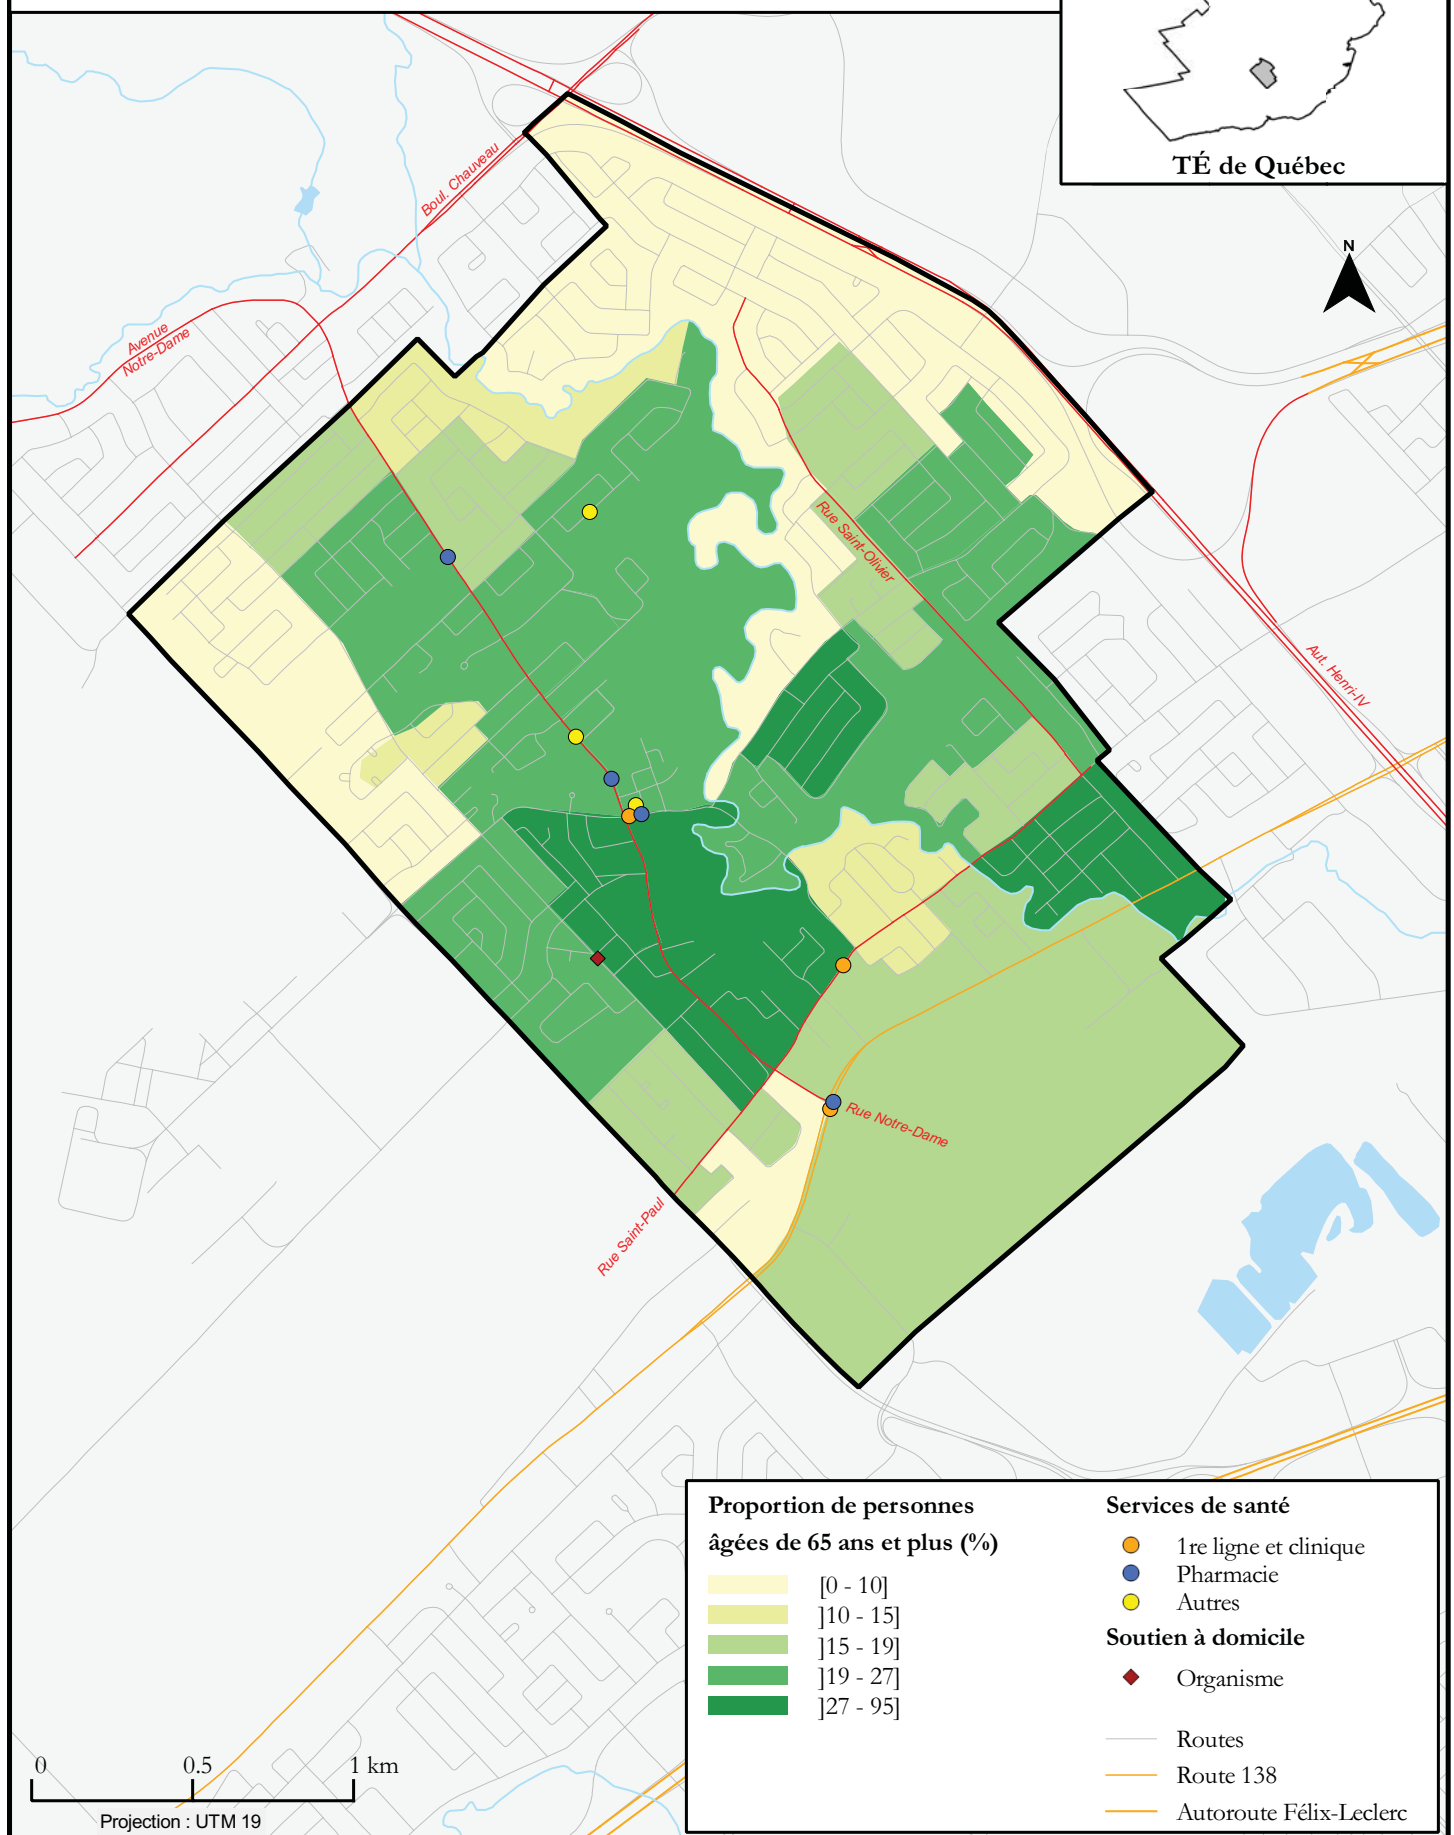 TÉ de Québec
N
Boul. Chauveau
Avenue
Notre-Dame
Rue Saint-Olivier
Aut. Henri-IV
Rue Notre-Dame
Rue Saint-Paul
Proportion de personnes
âgées de 65 ans et plus (%)
[0 - 10]
]10 - 15]
]15 - 19]
]19 - 27]
]27 - 95]
Services de santé
1re ligne et clinique
Pharmacie
Autres
Soutien à domicile
Organisme
Routes
Route 138
Autoroute Félix-Leclerc
0 0.5 1 km
Projection : UTM 19